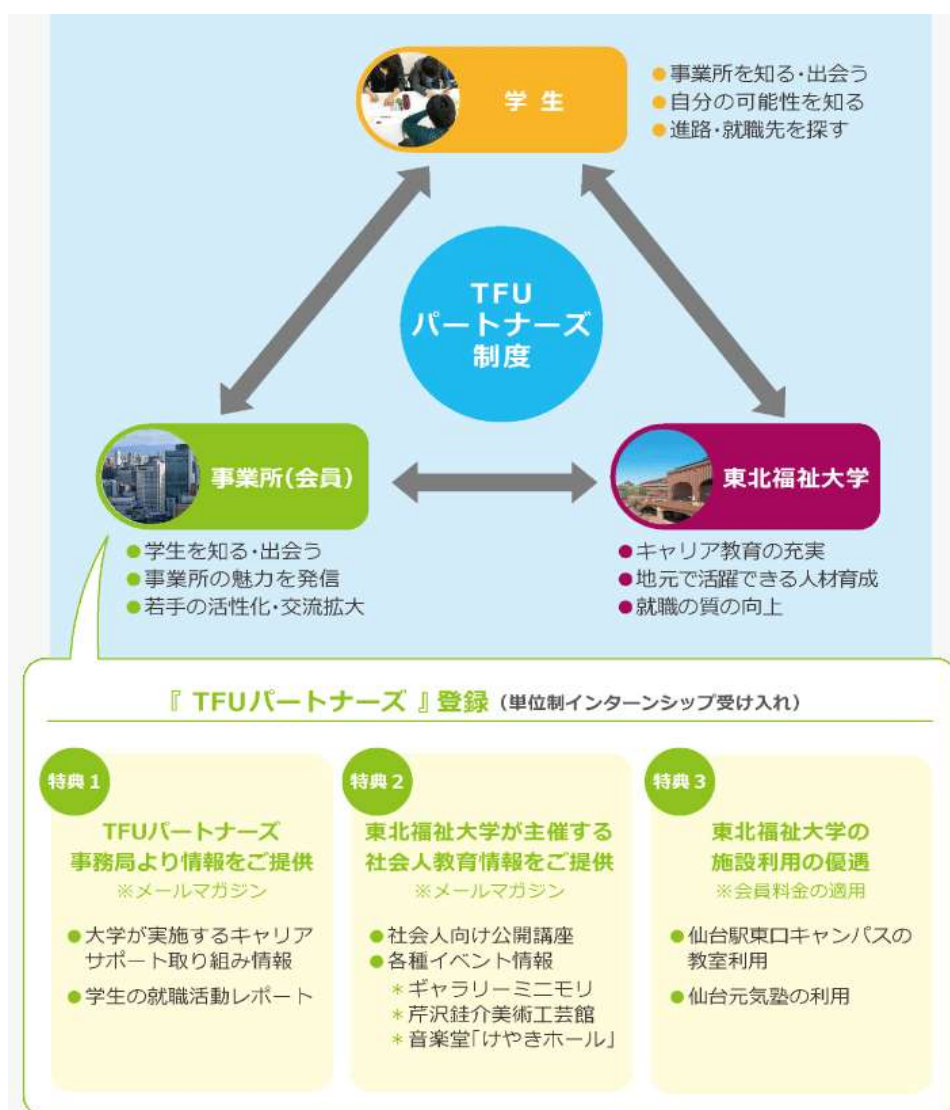 学 生
●事業所を知る・出会う
●自分の可能性を知る
●進路・就職先を探す
TFU
パートナーズ
制度
事業所(会員)
●学生を知る・出会う
●事業所の魅力を発信
●若手の活性化・交流拡大
東北福祉大学
●キャリア教育の充実
●地元で活躍できる人材育成
●就職の質の向上
『 TFUパートナーズ 』登録（単位制インターンシップ受け入れ）
特典1
TFUパートナーズ
事務局より情報をご提供
※メールマガジン
●大学が実施するキャリア
サポート取り組み情報
●学生の就職活動レポート
特典2
東北福祉大学が主催する
社会人教育情報をご提供
※メールマガジン
●社会人向け公開講座
●各種イベント情報
＊ギャラリーミニモリ
＊芹沢銈介美術工芸館
＊音楽堂「けやきホール」
特典3
東北福祉大学の
施設利用の優遇
※会員料金の適用
●仙台駅東口キャンパスの
教室利用
●仙台元気塾の利用